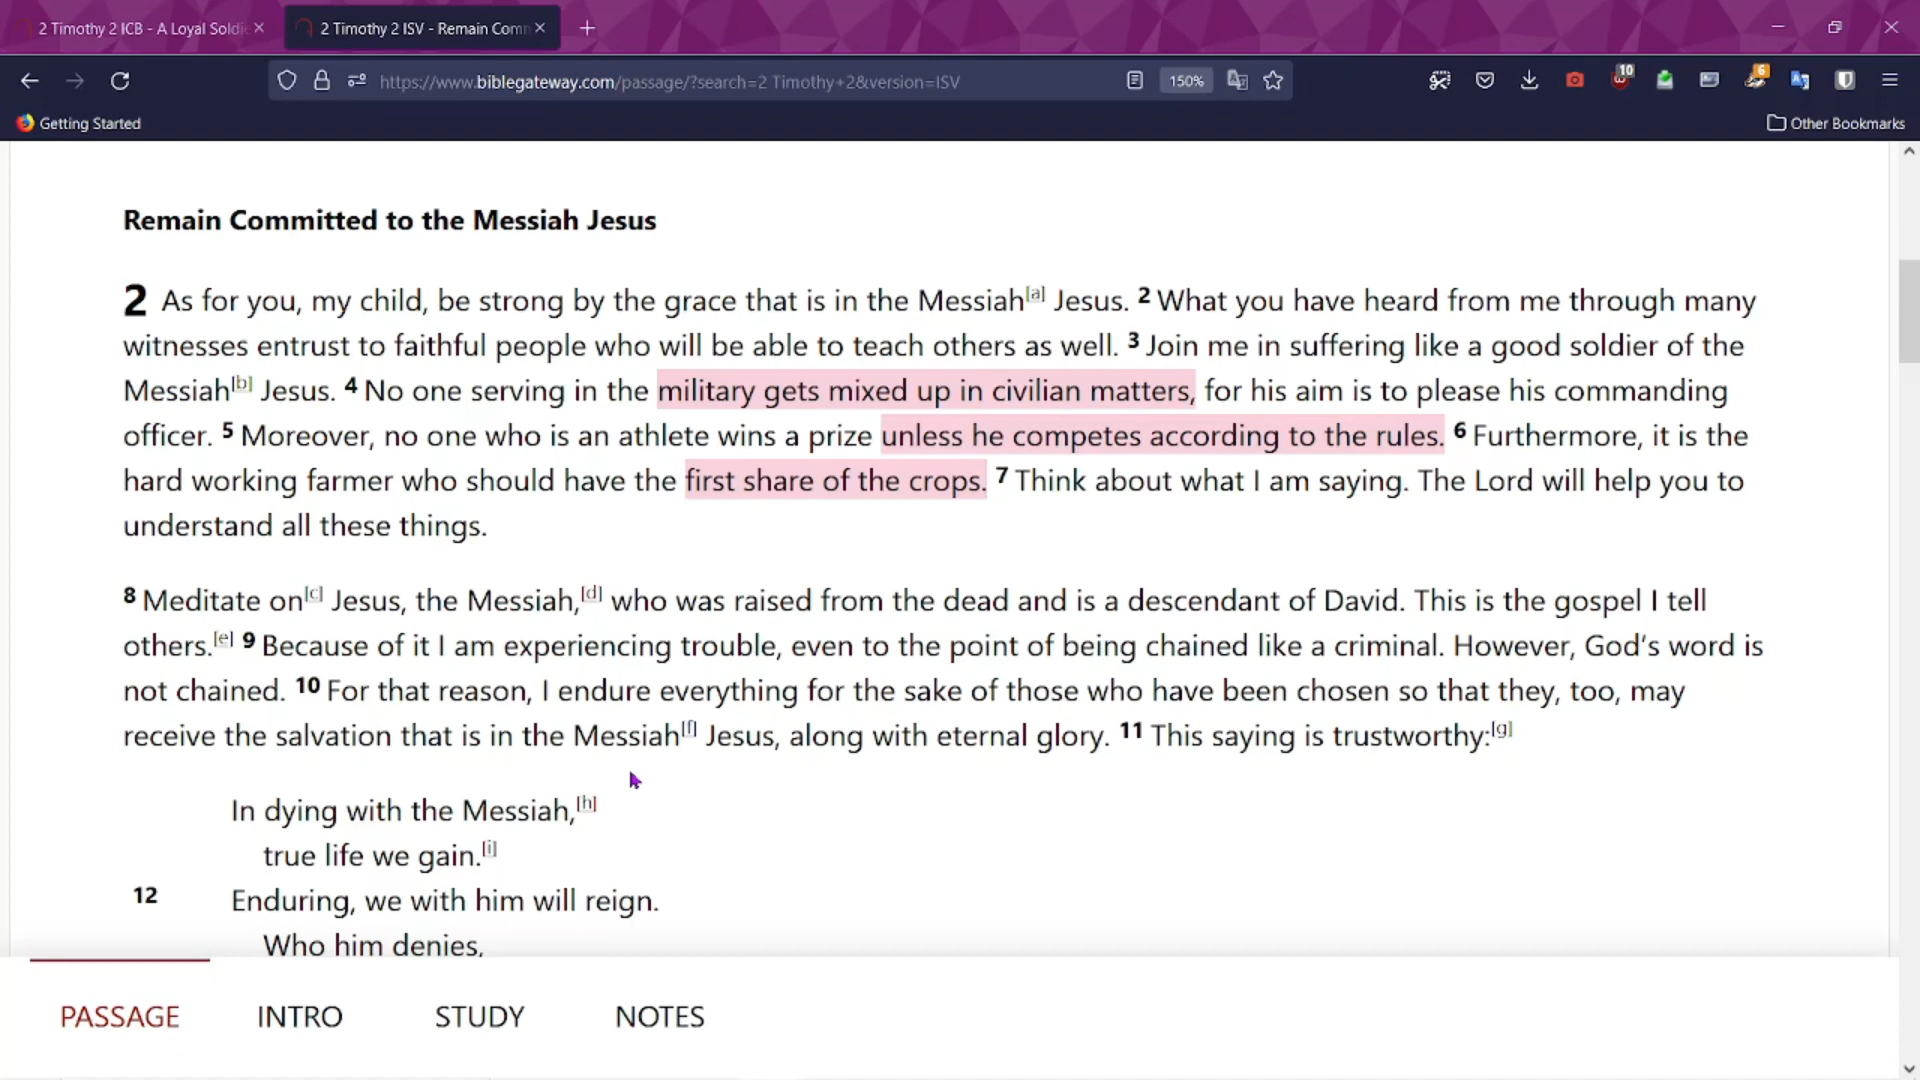 2 Timothy 2 ICB - A Loyal Soldi
2 Timothy 2 ISV - Remain Com
https://www.biblegateway.com/passage/?search=2 Timothy+2&version=ISV
150%
10
6
Getting Started
Other Bookmarks
Remain Committed to the Messiah Jesus
2 As for you, my child, be strong by the grace that is in the Messiah[a] Jesus. 2 What you have heard from me through many
witnesses entrust to faithful people who will be able to teach others as well. 3 Join me in suffering like a good soldier of the
Messiah[b] Jesus. 4 No one serving in the military gets mixed up in civilian matters, for his aim is to please his commanding
officer. 5 Moreover, no one who is an athlete wins a prize unless he competes according to the rules. 6 Furthermore, it is the
hard working farmer who should have the first share of the crops. 7 Think about what I am saying. The Lord will help you to
understand all these things.
8 Meditate on[c] Jesus, the Messiah,[d] who was raised from the dead and is a descendant of David. This is the gospel I tell
others.[e] 9 Because of it I am experiencing trouble, even to the point of being chained like a criminal. However, God's word is
not chained. 10 For that reason, I endure everything for the sake of those who have been chosen so that they, too, may
receive the salvation that is in the Messiah[f] Jesus, along with eternal glory. 11 This saying is trustworthy:[g]
In dying with the Messiah,[h]
true life we gain.[i]
12 Enduring, we with him will reign.
Who him denies,
PASSAGE INTRO STUDY NOTES